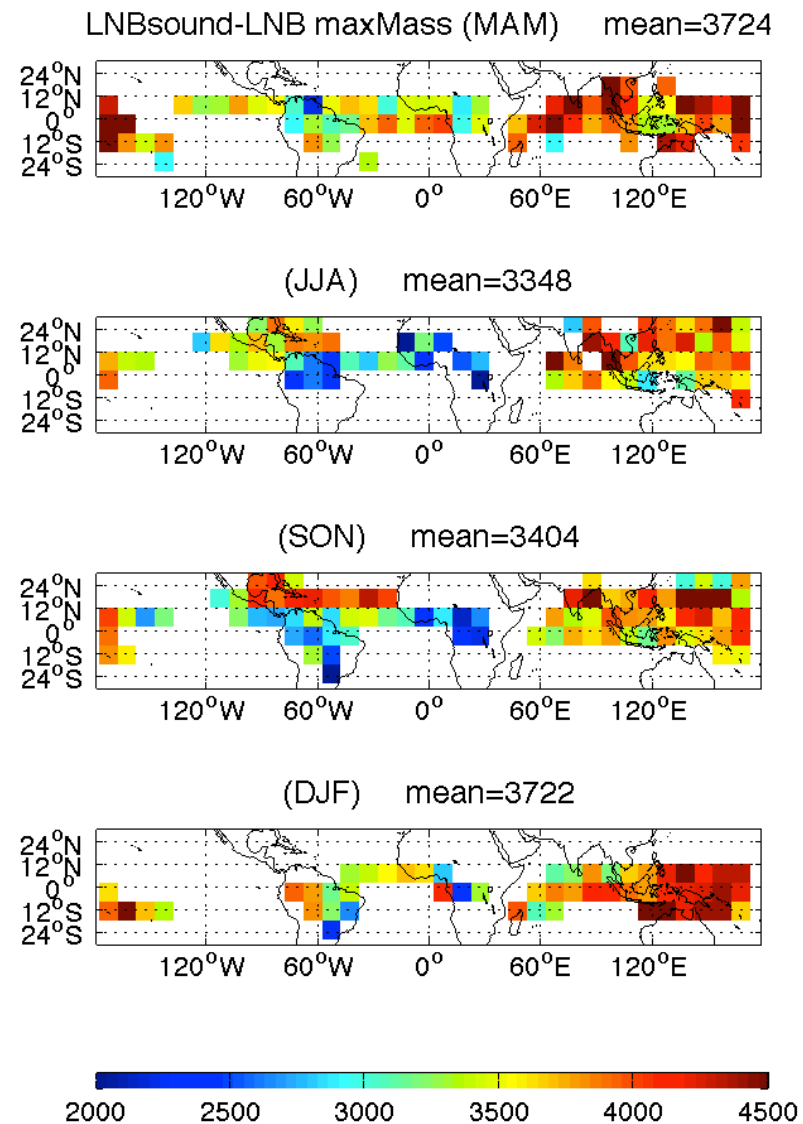 LNBsound-LNB maxMass (MAM) mean=3724
24°N
12°N
0°
12°S
24°S
120°W 60°W 0° 60°E 120°E
(JJA) mean=3348
24°N
12°N
0°
12°S
24°S
120°W 60°W 0° 60°E 120°E
(SON) mean=3404
24°N
12°N
0°
12°S
24°S
120°W 60°W 0° 60°E 120°E
(DJF) mean=3722
24°N
12°N
0°
12°S
24°S
120°W 60°W 0° 60°E 120°E
2000 2500 3000 3500 4000 4500